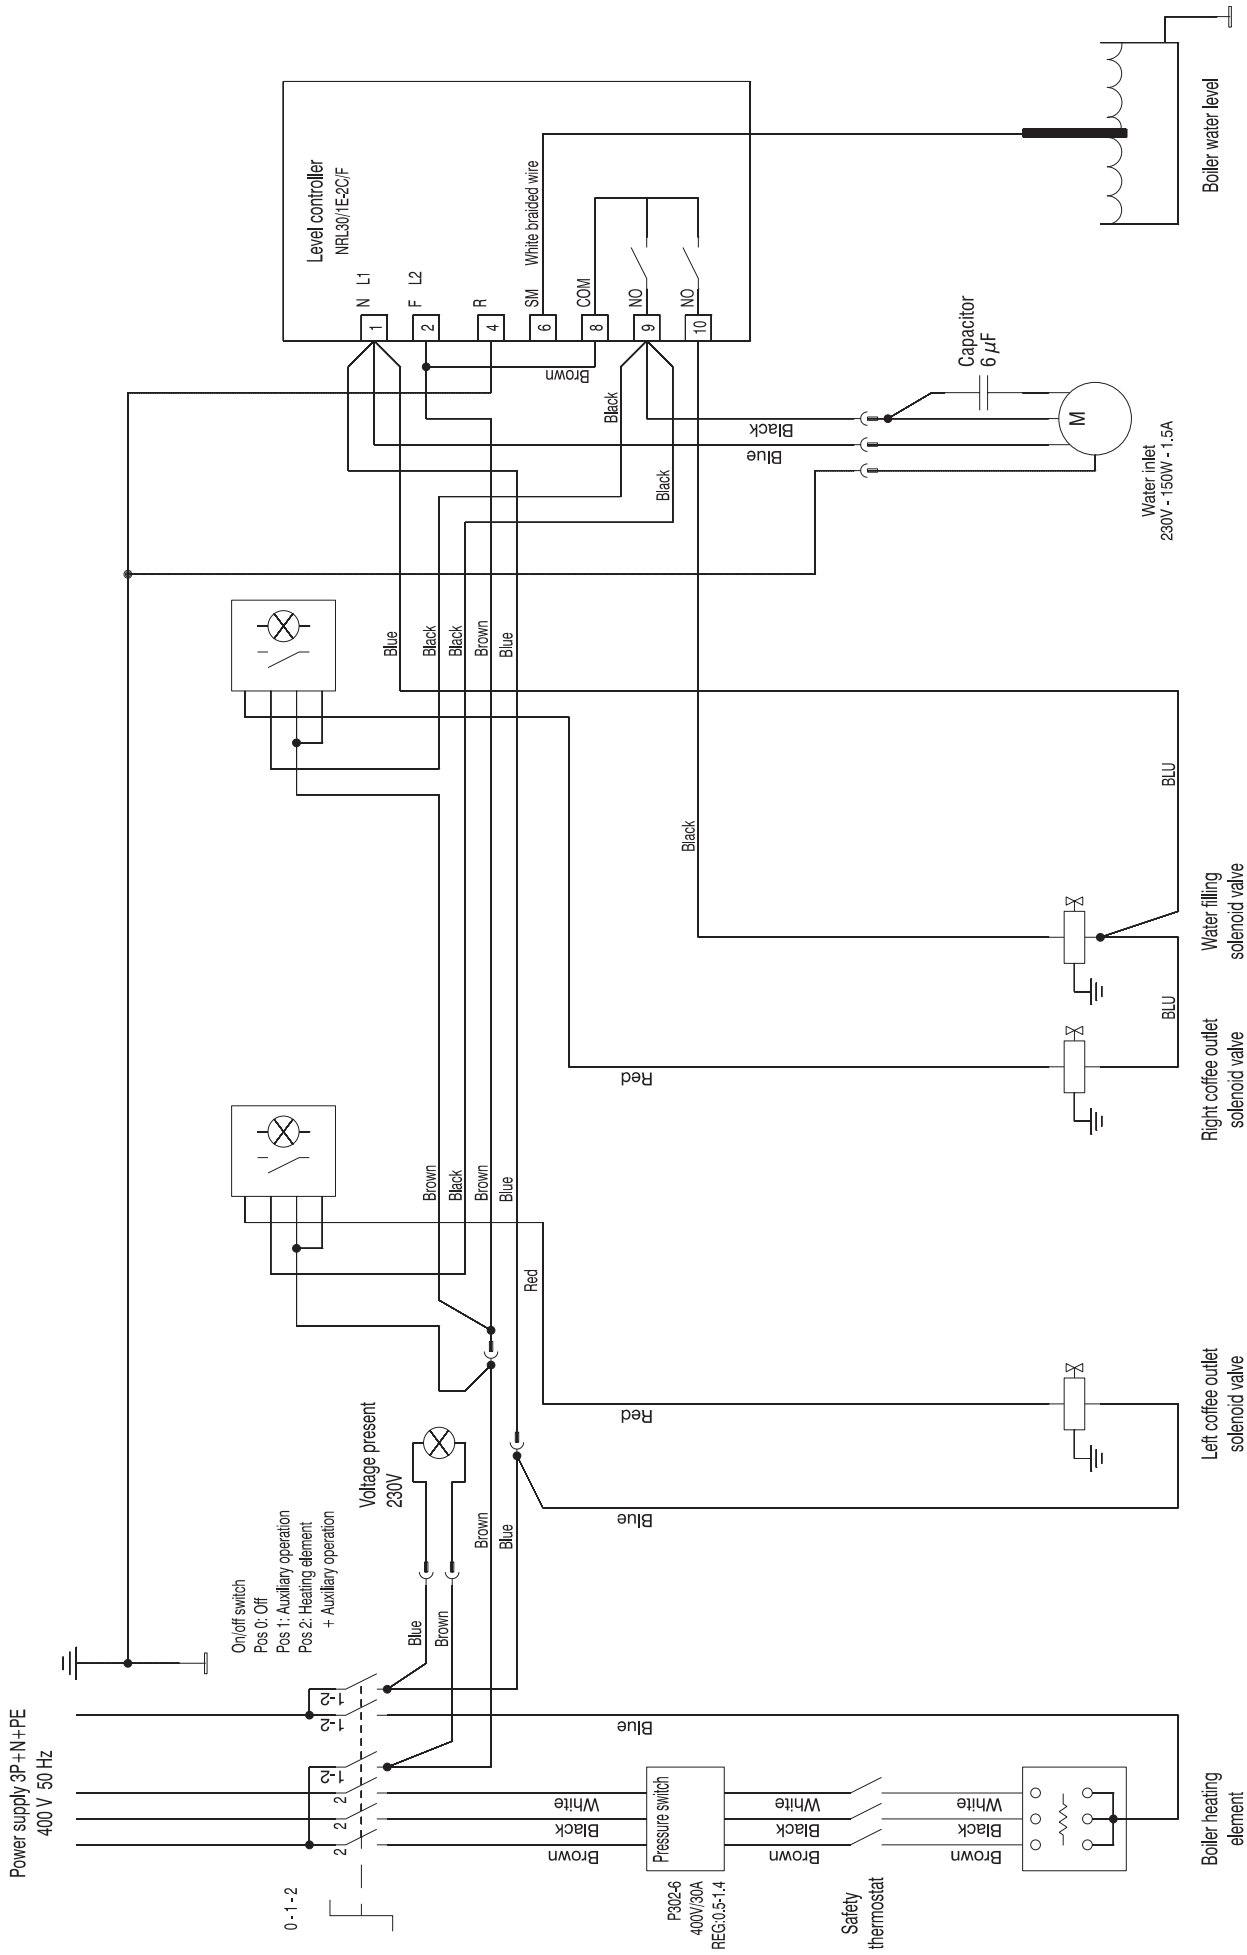 Power supply 3P+N+PE
400 V 50 Hz
0 - 1 - 2
On/off switch
Pos 0: Off
Pos 1: Auxiliary operation
Pos 2: Heating element
+ Auxiliary operation
2
2
2
1-2
1-2
1-2
Voltage present
230V
Blue
Brown
Brown
Blue
Brown
Black
Brown
Blue
Blue
Black
Black
Brown
Blue
Level controller
NRL30/1E-2C/F
N L1
F L2
R
SM
White braided wire
COM
NO
NO
1
2
4
6
8
9
10
Brown
Black
Black
Black
Blue
Black
Red
Red
Red
Blue
Blue
BLU
BLU
Capacitor
6 µF
M
Water inlet
230V - 150W - 1.5A
Boiler water level
Water filling
solenoid valve
Right coffee outlet
solenoid valve
Left coffee outlet
solenoid valve
White
Black
Brown
Pressure switch
P302-6
400V/30A
REG:0.5-1.4
White
Black
Brown
Safety
thermostat
White
Black
Brown
Boiler heating
element